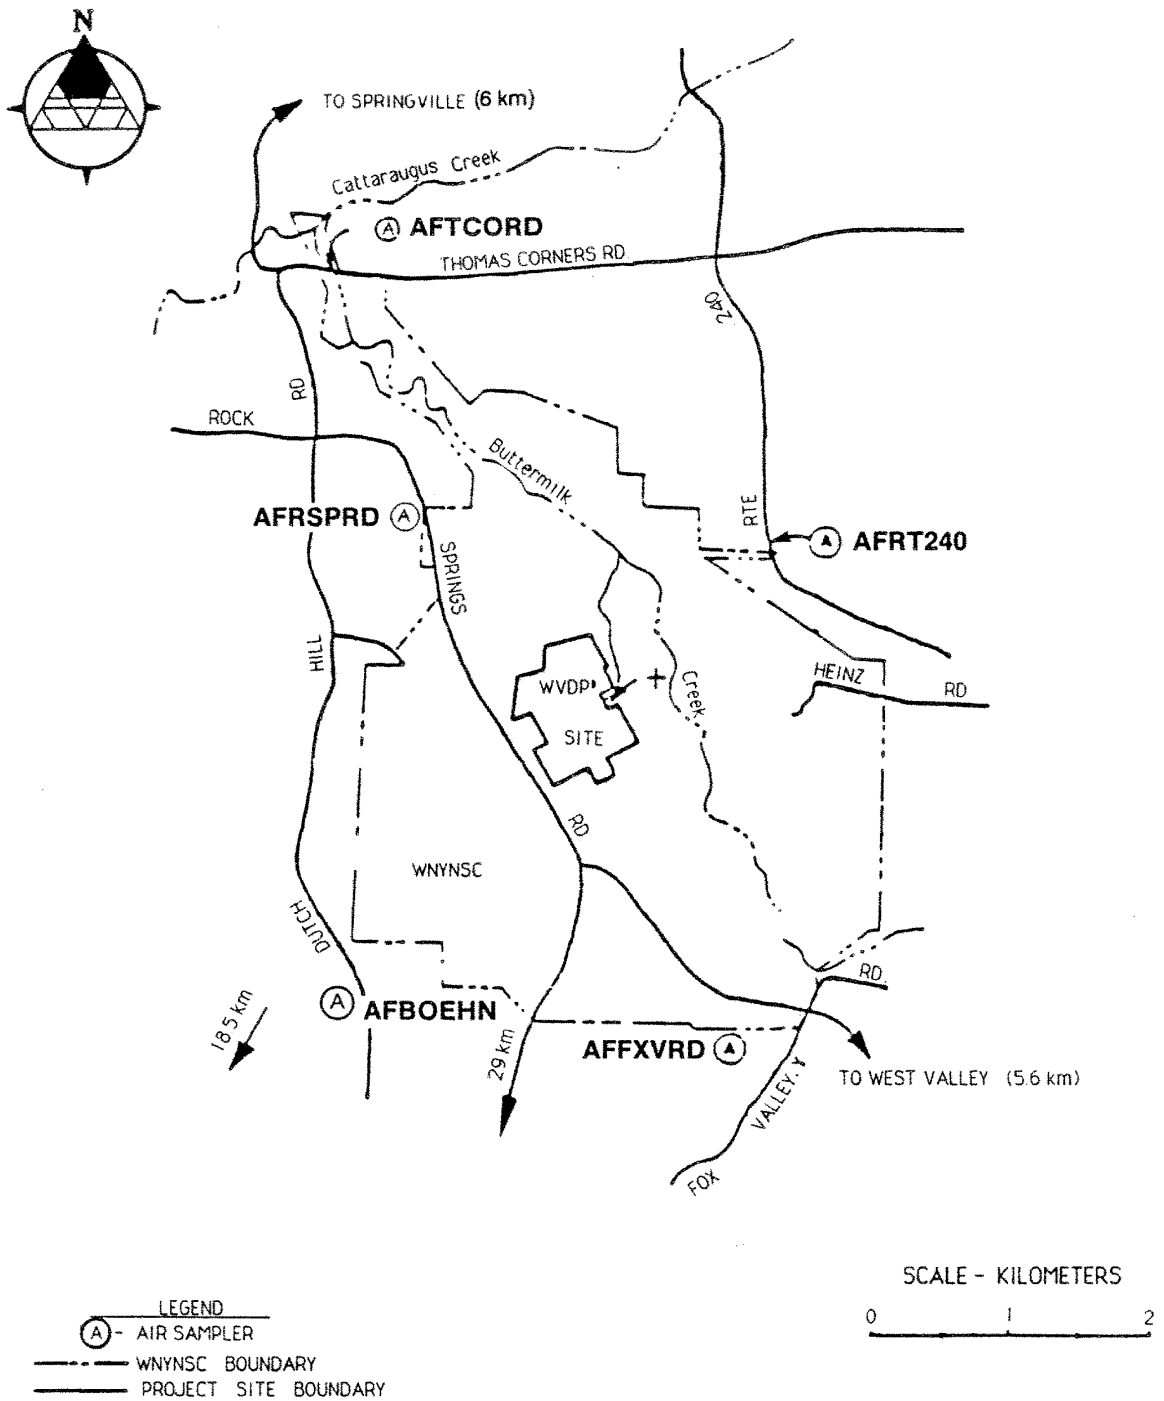 N
TO SPRINGVILLE (6 km)
Cattaraugus Creek
A AFTCORD
THOMAS CORNERS RD.
240
RD
ROCK
Buttermilk
AFRSPRD A
RTE
A AFRT240
SPRINGS
HILL
WVDP
SITE
Creek
HEINZ
RD
RD
WNYNSC
DUTCH
RD.
18.5 km
A AFBOEHN
29 km
AFFXVRD A
TO WEST VALLEY (5.6 km)
VALLEY
FOX
SCALE - KILOMETERS
0 1 2
LEGEND
A - AIR SAMPLER
WNYNSC BOUNDARY
PROJECT SITE BOUNDARY